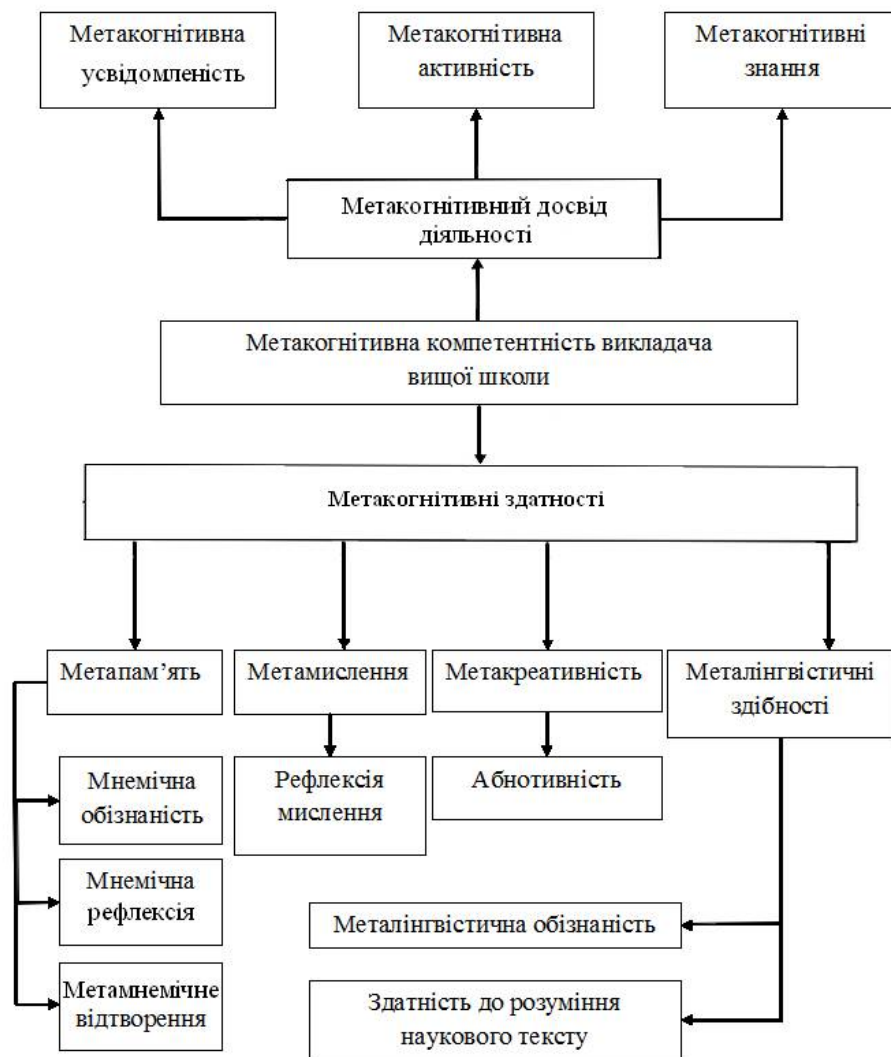 Метакогнітивна
усвідомленість
Метакогнітивна
активність
Метакогнітивні
знання
Метакогнітивний досвід
діяльності
Метакогнітивна компетентність викладача
вищої школи
Метакогнітивні здатності
Метапам’ять
Метамислення
Метакреативність
Металінгвістичні
здібності
Мнемічна
обізнаність
Рефлексія
мислення
Абнотивність
Мнемічна
рефлексія
Металінгвістична обізнаність
Метамнемічне
відтворення
Здатність до розуміння
наукового тексту